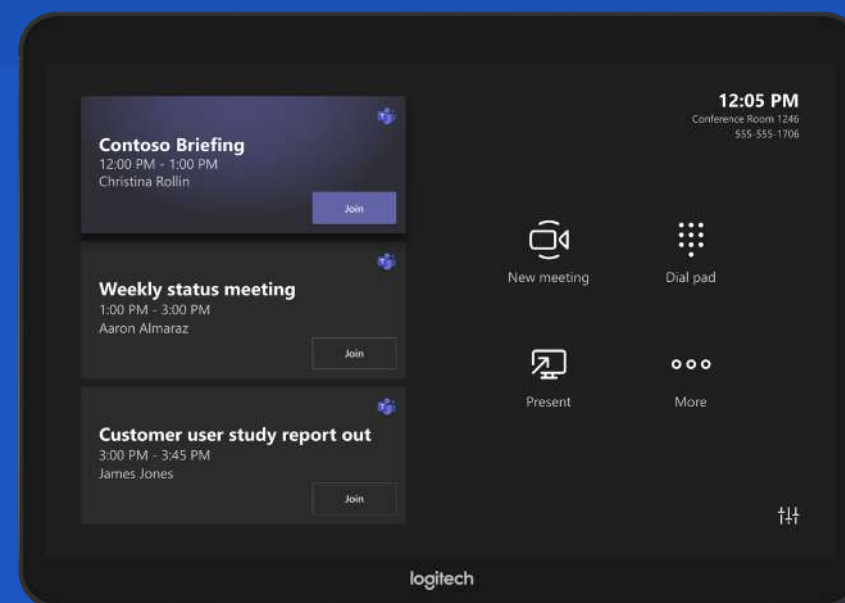 Contoso Briefing
12:00 PM - 1:00 PM
Christina Rollin
Join
Weekly status meeting
1:00 PM - 3:00 PM
Aaron Almaraz
Join
Customer user study report out
3:00 PM - 3:45 PM
James Jones
Join
12:05 PM
Conference Room 1246
555-555-1706
New meeting
Dial pad
Present
More
logitech